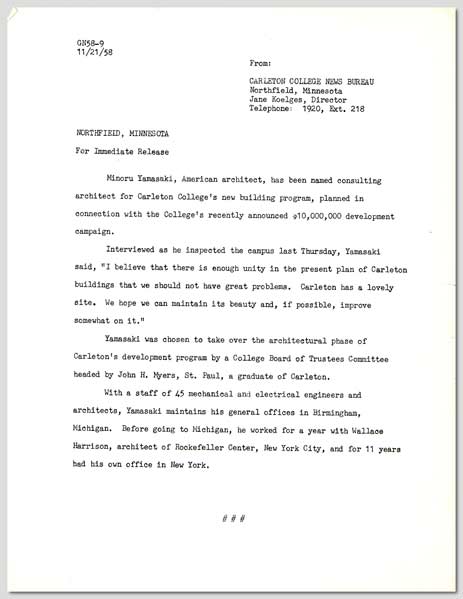 GN58-9
11/21/58
From:
CARLETON COLLEGE NEWS BUREAU
Northfield, Minnesota
Jane Koelges, Director
Telephone: 1920, Ext. 218
NORTHFIELD, MINNESOTA
For Immediate Release
Minoru Yamasaki, American architect, has been named consulting
architect for Carleton College's new building program, planned in
connection with the College's recently announced $10,000,000 development
campaign.
Interviewed as he inspected the campus last Thursday, Yamasaki
said, "I believe that there is enough unity in the present plan of Carleton
buildings that we should not have great problems. Carleton has a lovely
site. We hope we can maintain its beauty and, if possible, improve
somewhat on it."
Yamasaki was chosen to take over the architectural phase of
Carleton's development program by a College Board of Trustees Committee
headed by John H. Myers, St. Paul, a graduate of Carleton.
With a staff of 45 mechanical and electrical engineers and
architects, Yamasaki maintains his general offices in Birmingham,
Michigan. Before going to Michigan, he worked for a year with Wallace
Harrison, architect of Rockefeller Center, New York City, and for 11 years
had his own office in New York.
# # #